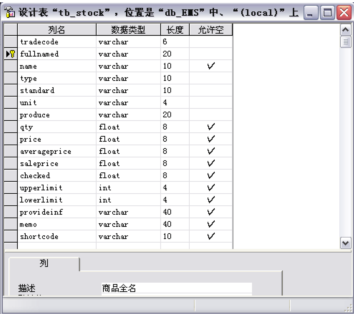 设计表“tb_stock”，位置是“db_EMS”中、“(local)”上
列名 数据类型 长度 允许空
tradecode varchar 6
fullnamed varchar 20
name varchar 10 ✓
type varchar 10
standard varchar 10
unit varchar 4
produce varchar 20
qty float 8 ✓
price float 8 ✓
averageprice float 8 ✓
saleprice float 8 ✓
checked float 8 ✓
upperlimit int 4 ✓
lowerlimit int 4 ✓
provideinf varchar 40 ✓
memo varchar 40 ✓
shortcode varchar 10 ✓
列
描述 商品全名